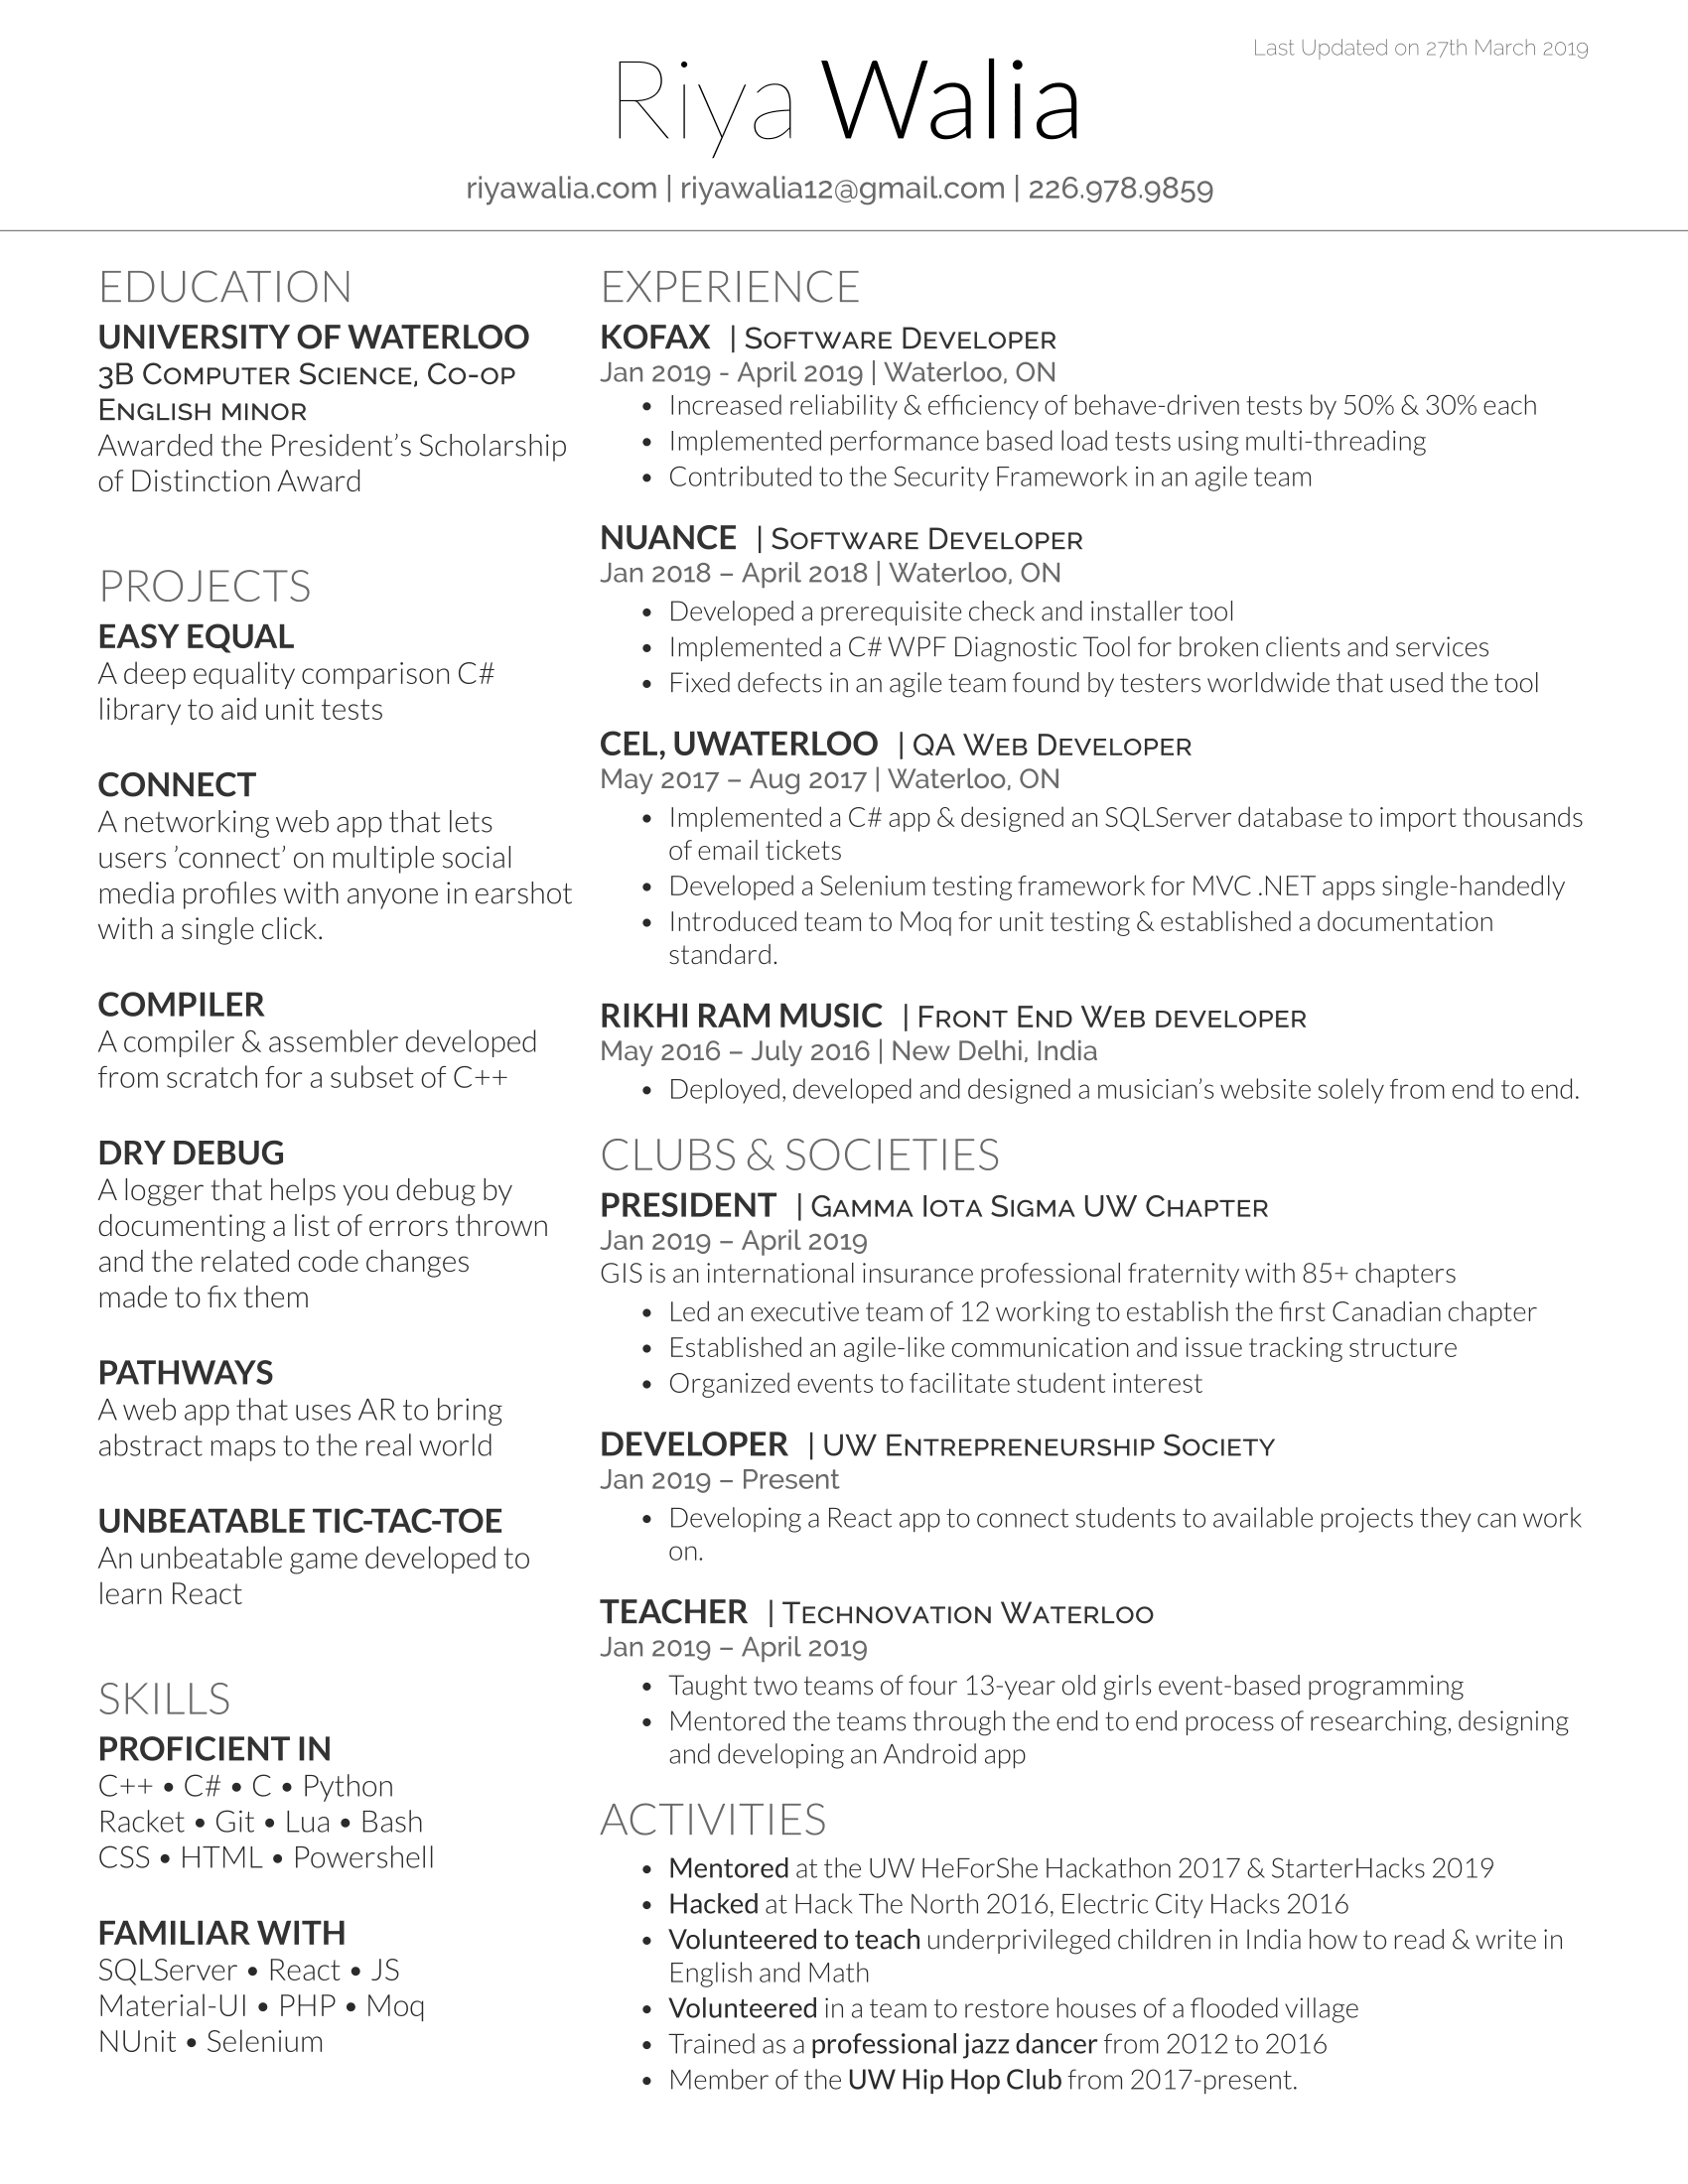 Last Updated on 27th March 2019
Riya Walia
riyawalia.com | riyawalia12@gmail.com | 226.978.9859
EDUCATION
UNIVERSITY OF WATERLOO
3B COMPUTER SCIENCE, CO-OP
ENGLISH MINOR
Awarded the President’s Scholarship
of Distinction Award
PROJECTS
EASY EQUAL
A deep equality comparison C#
library to aid unit tests
CONNECT
A networking web app that lets
users ’connect’ on multiple social
media profiles with anyone in earshot
with a single click.
COMPILER
A compiler & assembler developed
from scratch for a subset of C++
DRY DEBUG
A logger that helps you debug by
documenting a list of errors thrown
and the related code changes
made to fix them
PATHWAYS
A web app that uses AR to bring
abstract maps to the real world
UNBEATABLE TIC-TAC-TOE
An unbeatable game developed to
learn React
SKILLS
PROFICIENT IN
C++ • C# • C • Python
Racket • Git • Lua • Bash
CSS • HTML • Powershell
FAMILIAR WITH
SQLServer • React • JS
Material-UI • PHP • Moq
NUnit • Selenium
EXPERIENCE
KOFAX | SOFTWARE DEVELOPER
Jan 2019 - April 2019 | Waterloo, ON
• Increased reliability & efficiency of behave-driven tests by 50% & 30% each
• Implemented performance based load tests using multi-threading
• Contributed to the Security Framework in an agile team
NUANCE | SOFTWARE DEVELOPER
Jan 2018 – April 2018 | Waterloo, ON
• Developed a prerequisite check and installer tool
• Implemented a C# WPF Diagnostic Tool for broken clients and services
• Fixed defects in an agile team found by testers worldwide that used the tool
CEL, UWATERLOO | QA WEB DEVELOPER
May 2017 – Aug 2017 | Waterloo, ON
• Implemented a C# app & designed an SQLServer database to import thousands
of email tickets
• Developed a Selenium testing framework for MVC .NET apps single-handedly
• Introduced team to Moq for unit testing & established a documentation
standard.
RIKHI RAM MUSIC | FRONT END WEB DEVELOPER
May 2016 – July 2016 | New Delhi, India
• Deployed, developed and designed a musician’s website solely from end to end.
CLUBS & SOCIETIES
PRESIDENT | GAMMA IOTA SIGMA UW CHAPTER
Jan 2019 – April 2019
GIS is an international insurance professional fraternity with 85+ chapters
• Led an executive team of 12 working to establish the first Canadian chapter
• Established an agile-like communication and issue tracking structure
• Organized events to facilitate student interest
DEVELOPER | UW ENTREPRENEURSHIP SOCIETY
Jan 2019 – Present
• Developing a React app to connect students to available projects they can work
on.
TEACHER | TECHNOVATION WATERLOO
Jan 2019 – April 2019
• Taught two teams of four 13-year old girls event-based programming
• Mentored the teams through the end to end process of researching, designing
and developing an Android app
ACTIVITIES
• Mentored at the UW HeForShe Hackathon 2017 & StarterHacks 2019
• Hacked at Hack The North 2016, Electric City Hacks 2016
• Volunteered to teach underprivileged children in India how to read & write in
English and Math
• Volunteered in a team to restore houses of a flooded village
• Trained as a professional jazz dancer from 2012 to 2016
• Member of the UW Hip Hop Club from 2017-present.